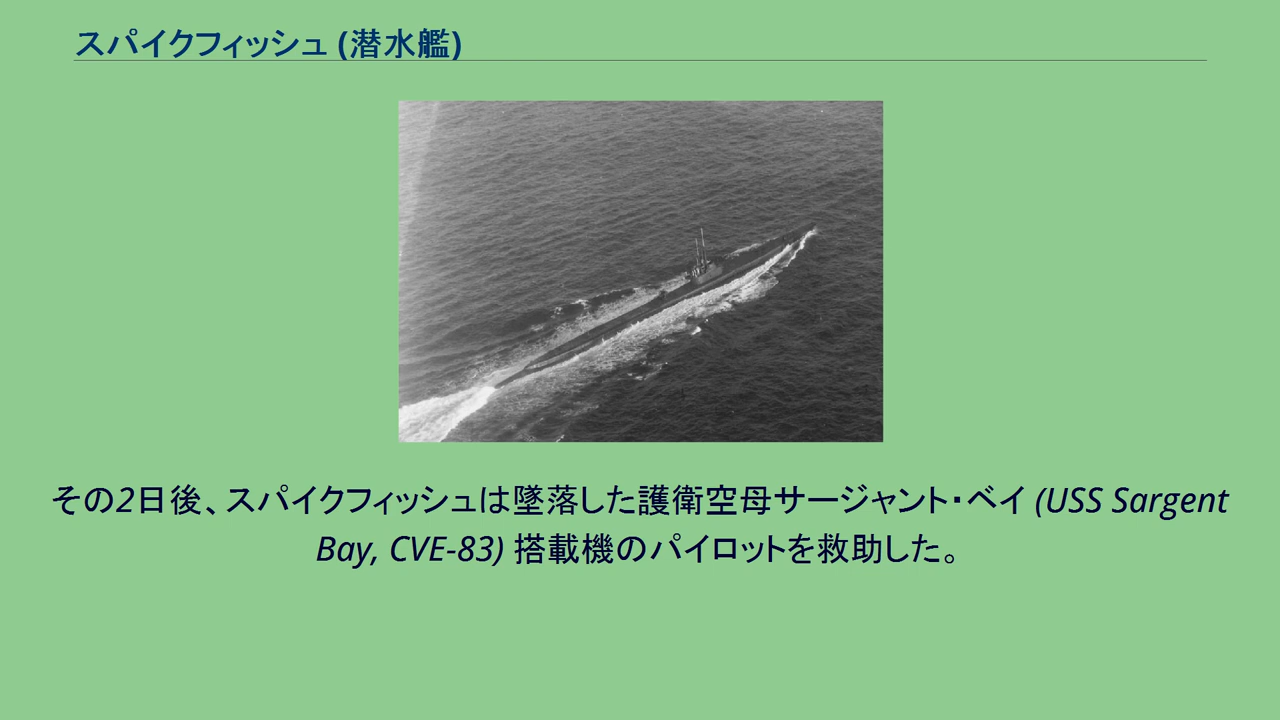 スパイクフィッシュ (潜水艦)
その2日後、スパイクフィッシュは墜落した護衛空母サージャント・ベイ (USS Sargent
Bay, CVE-83) 搭載機のパイロットを救助した。